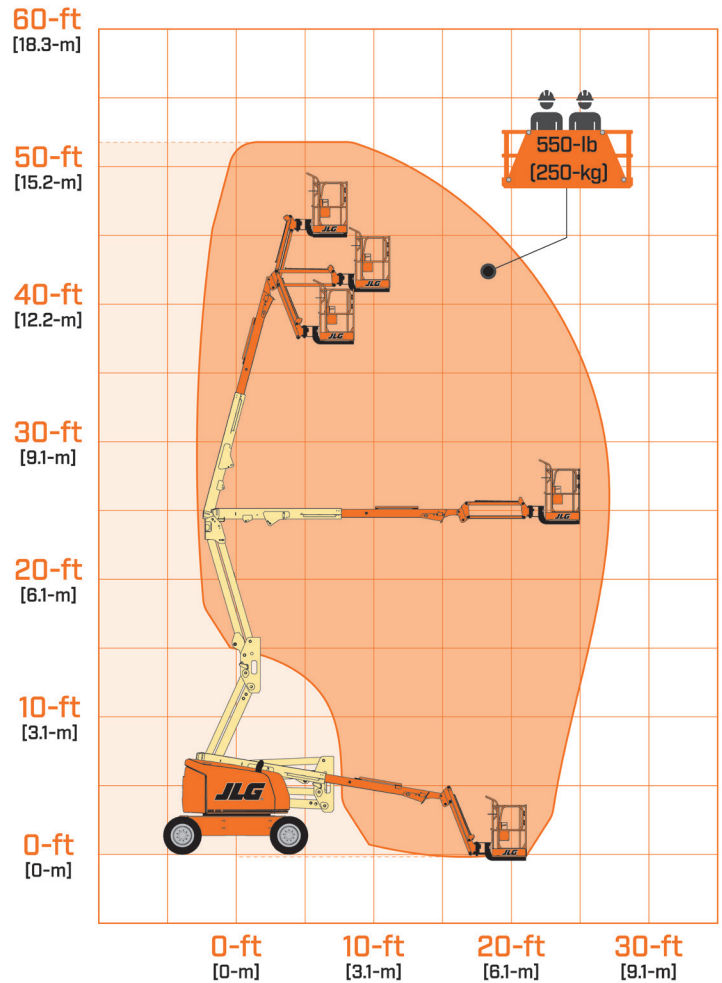 60-ft
[18.3-m]
50-ft
[15.2-m]
550-lb
(250-kg)
JLG
JLG
JLG
40-ft
[12.2-m]
30-ft
[9.1-m]
JLG
20-ft
[6.1-m]
10-ft
[3.1-m]
JLG
JLG
0-ft
[0-m]
0-ft
[0-m]
10-ft
[3.1-m]
20-ft
[6.1-m]
30-ft
[9.1-m]